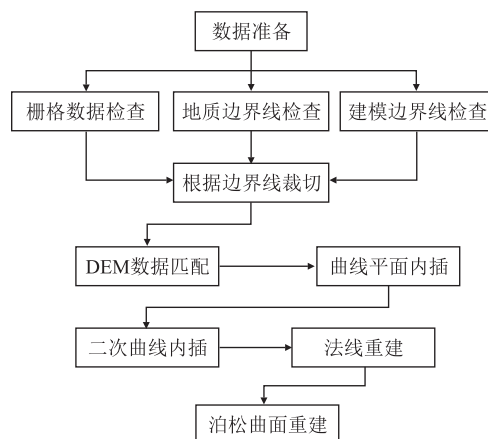 数据准备
栅格数据检查
地质边界线检查
建模边界线检查
根据边界线裁切
DEM数据匹配
曲线平面内插
二次曲线内插
法线重建
泊松曲面重建